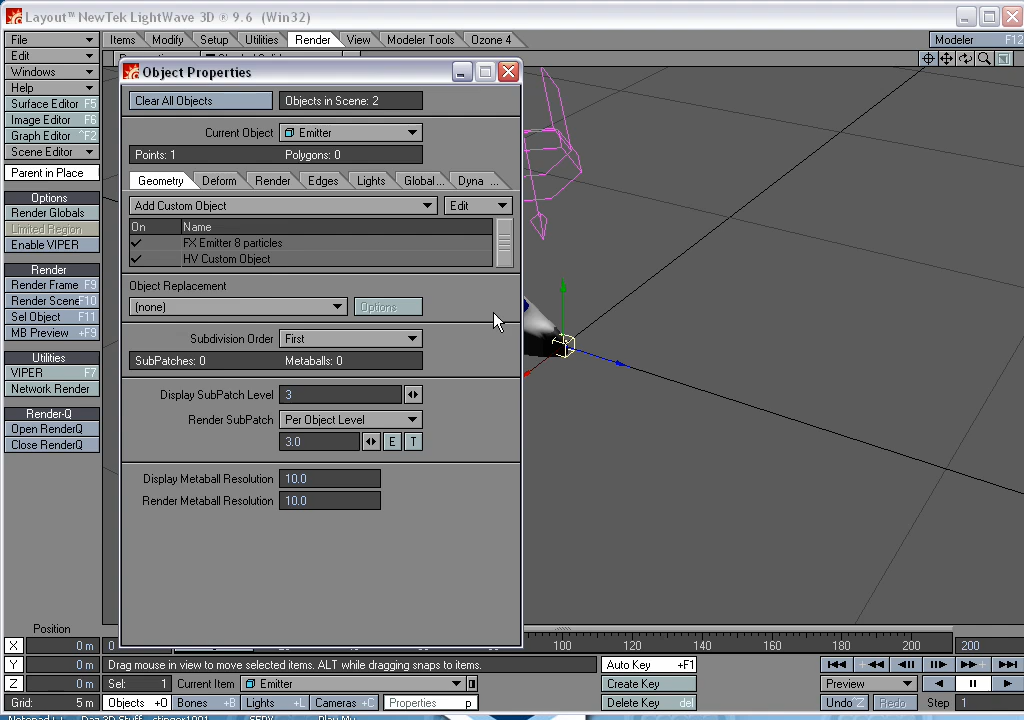 Layout™ NewTek LightWave 3D ® 9.6 (Win32)
File Items Modify Setup Utilities Render View Modeler Tools Ozone 4 Modeler F12
Edit
Windows
Help
Surface Editor F5
Image Editor F6
Graph Editor ^F2
Scene Editor
Parent in Place
Options
Render Globals
Limited Region
Enable VIPER
Render
Render Frame F9
Render Scene F10
Sel Object F11
MB Preview +F9
Utilities
VIPER F7
Network Render
Render-Q
Open RenderQ
Close RenderQ
Object Properties
Clear All Objects Objects in Scene: 2
Current Object Emitter
Points: 1 Polygons: 0
Geometry Deform Render Edges Lights Global... Dyna ...
Add Custom Object Edit
On Name
FX Emitter 8 particles
HV Custom Object
Object Replacement
(none) Options
Subdivision Order First
SubPatches: 0 Metaballs: 0
Display SubPatch Level 3
Render SubPatch Per Object Level
3.0 E T
Display Metaball Resolution 10.0
Render Metaball Resolution 10.0
Position
X 0 m 0 100 120 140 160 180 200 200
Y 0 m Drag mouse in view to move selected items. ALT while dragging snaps to items. Auto Key +F1
Z 0 m Sel: 1 Current Item Emitter Create Key Preview
Grid: 5 m Objects +O Bones +B Lights +L Cameras +C Properties p Delete Key del Undo Z Redo Step 1